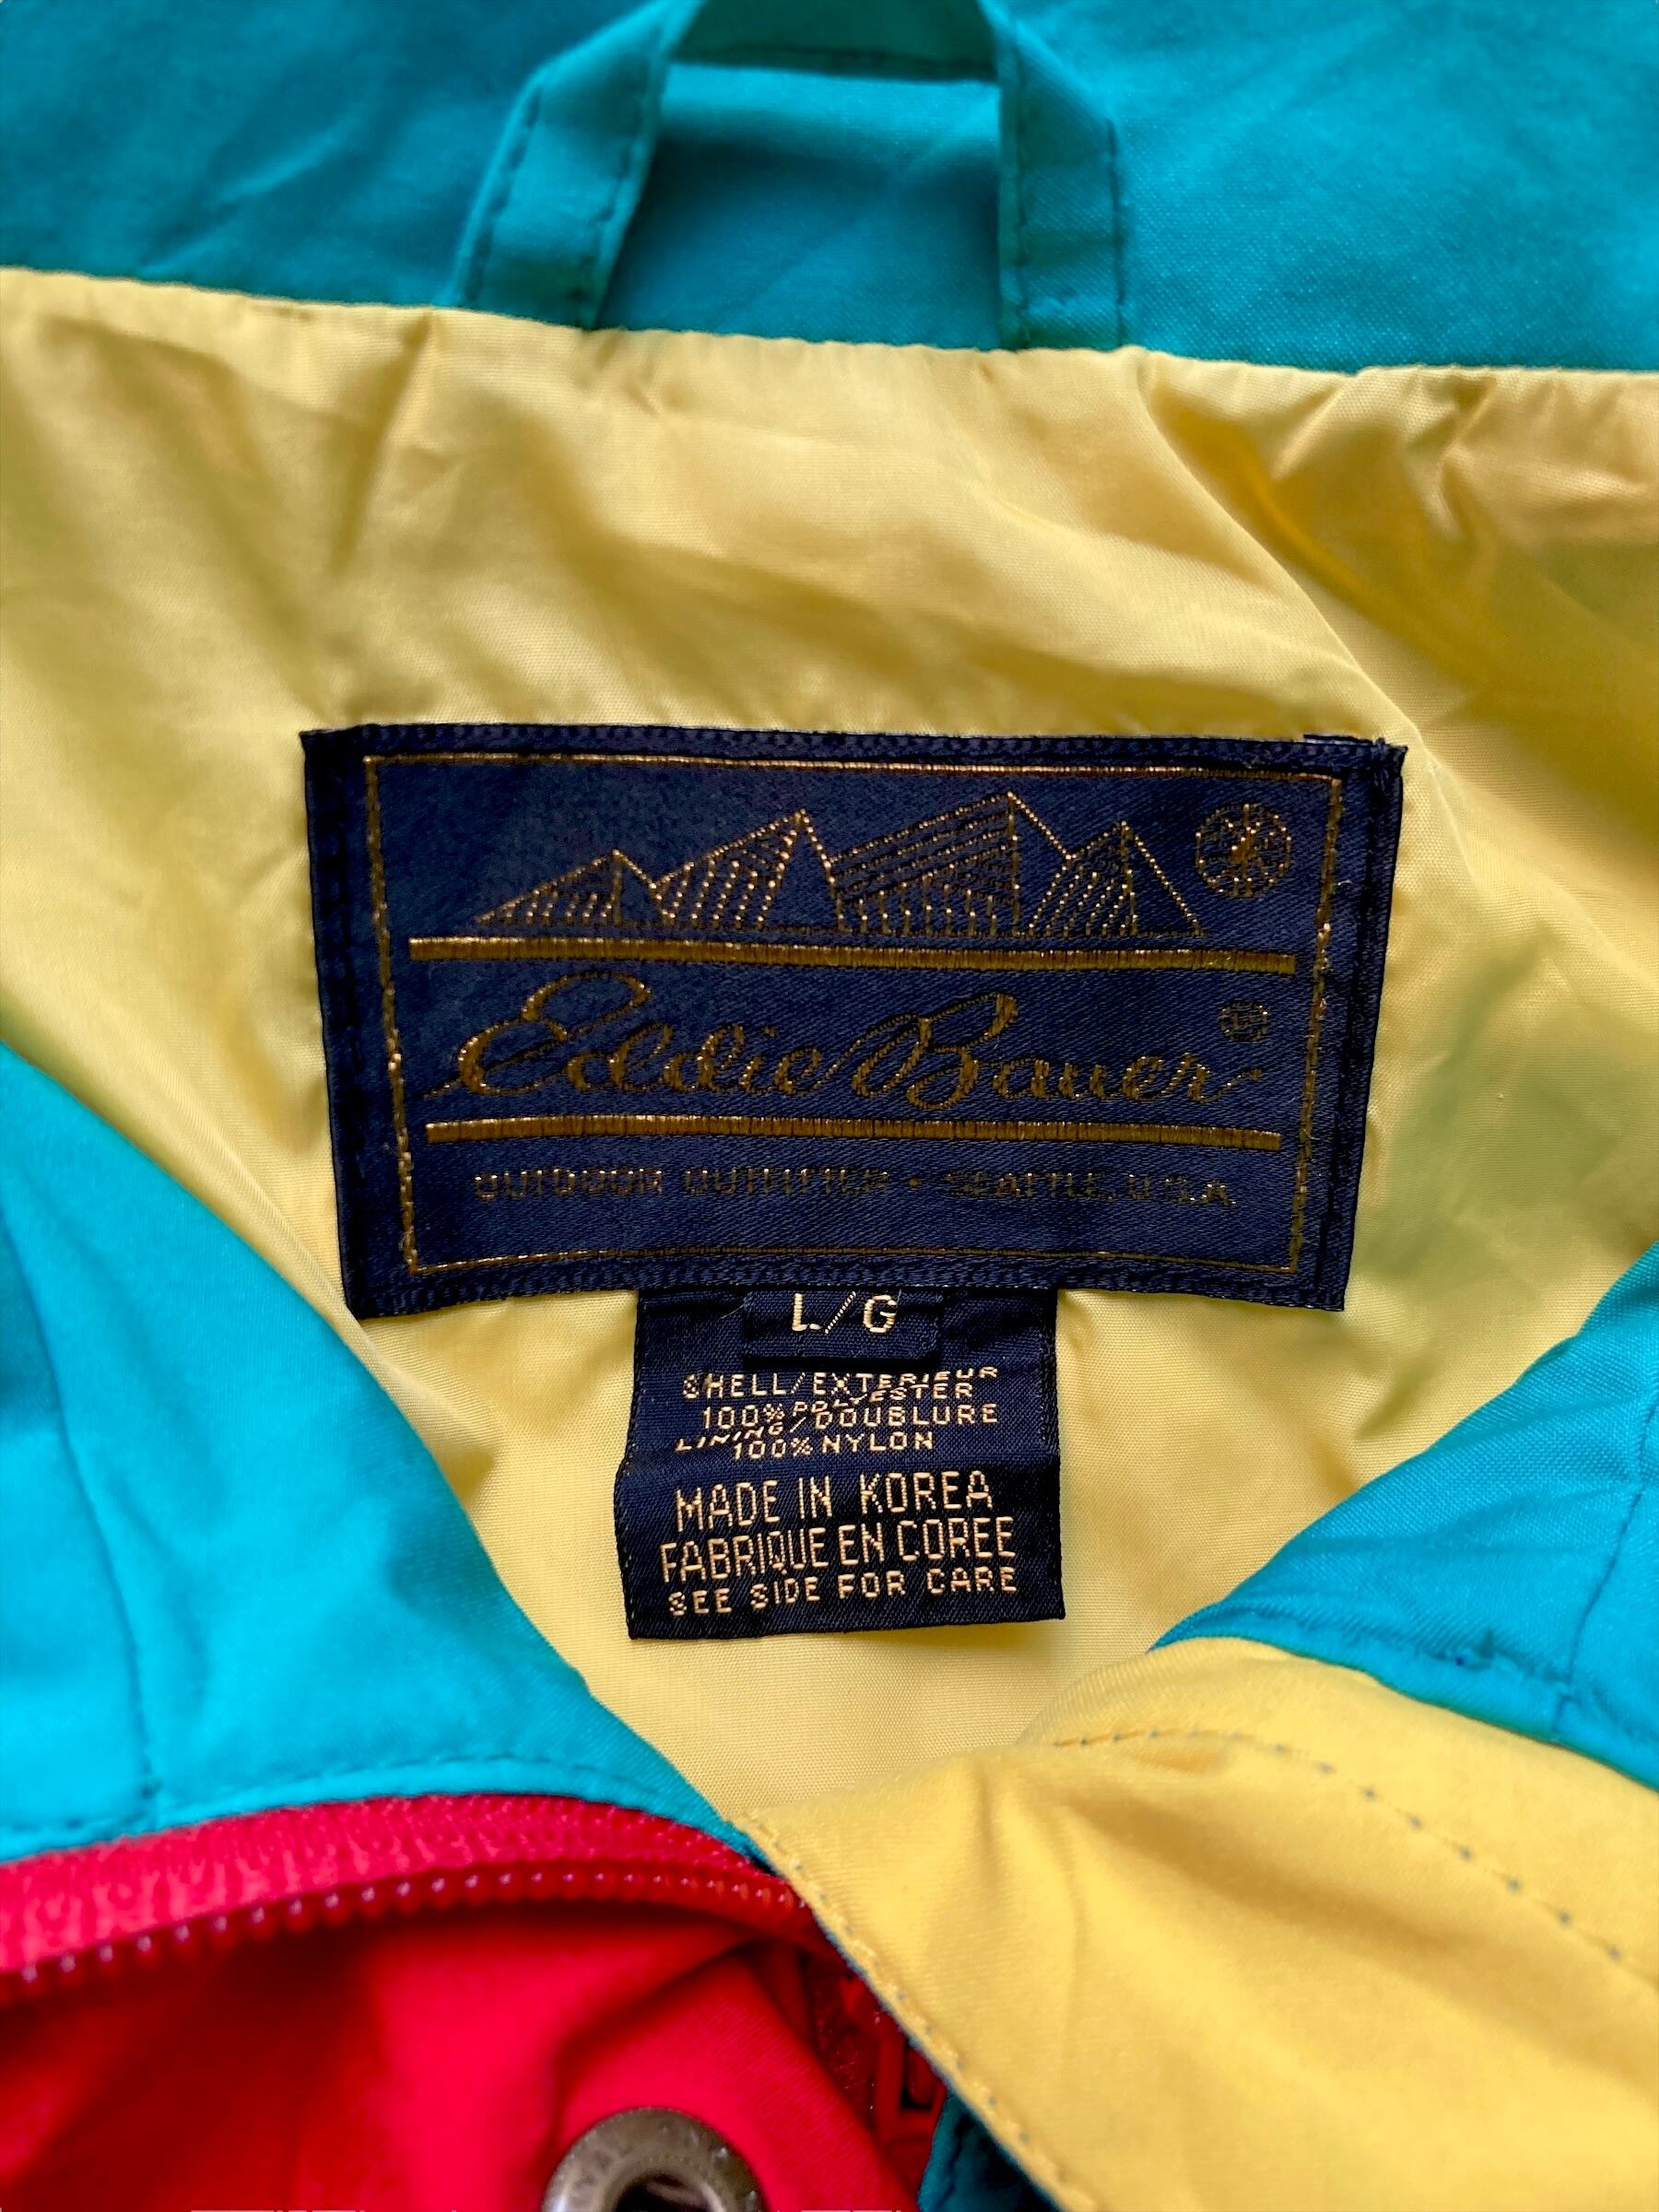 Eddie Bauer ®
OUTDOOR OUTFITTER • SEATTLE, U.S.A.
L/G
SHELL/EXTERIEUR
100% POLYESTER
LINING/DOUBLURE
100% NYLON
MADE IN KOREA
FABRIQUE EN COREE
SEE SIDE FOR CARE